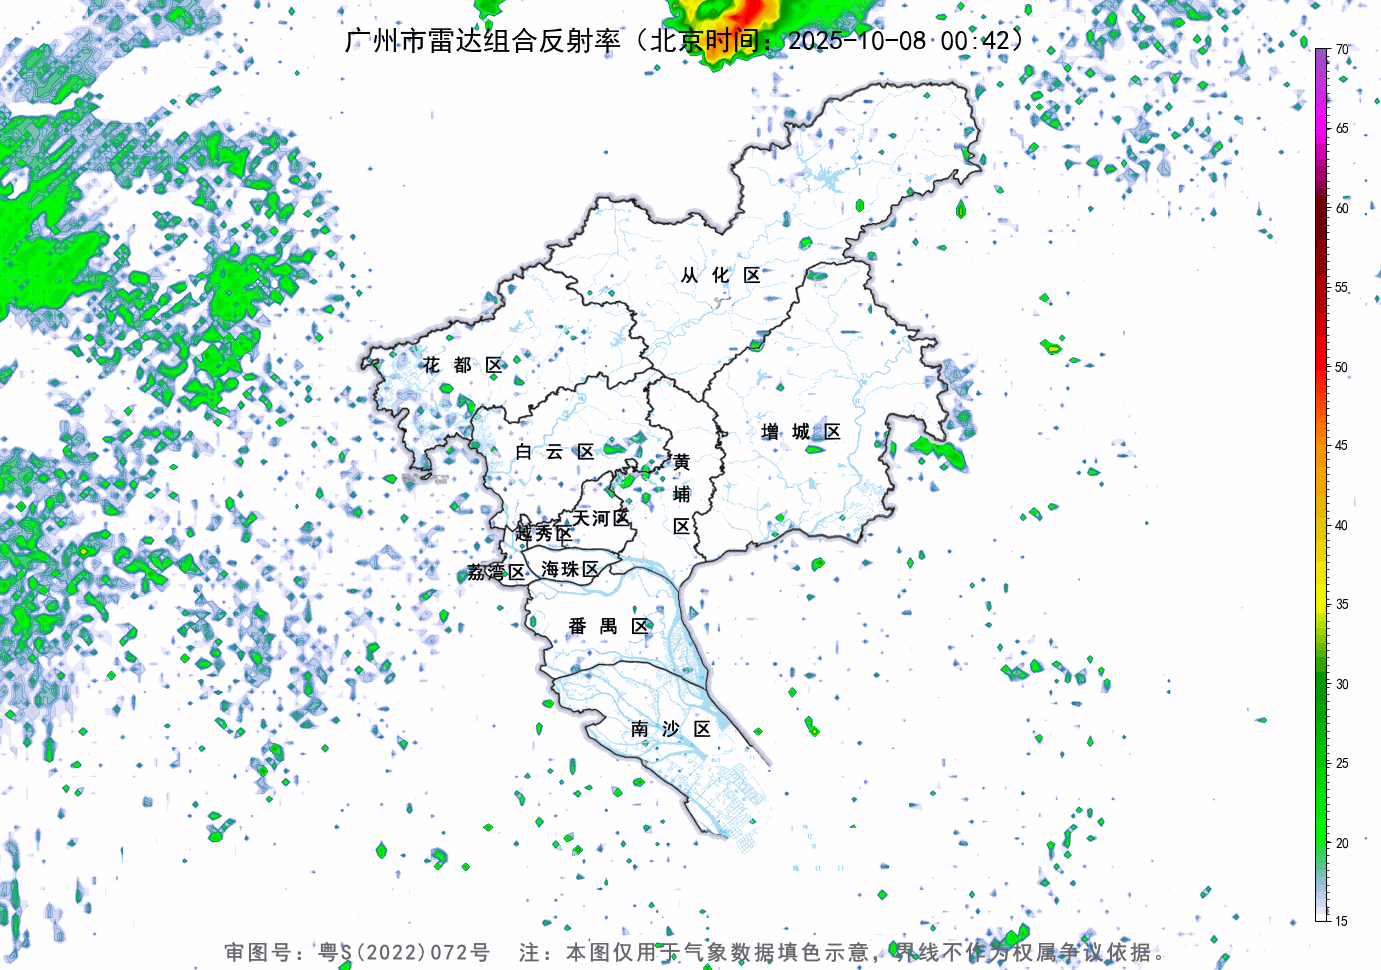 广州市雷达组合反射率（北京时间：2025-10-08 00:42）
70
65
60
55
50
45
40
35
30
25
20
15
从化区
花都区
增城区
白云区
黄埔区
天河区
越秀区
荔湾区
海珠区
番禺区
南沙区
审图号：粤S(2022)072号 注：本图仅用于气象数据填色示意，界线不作为权属争议依据。